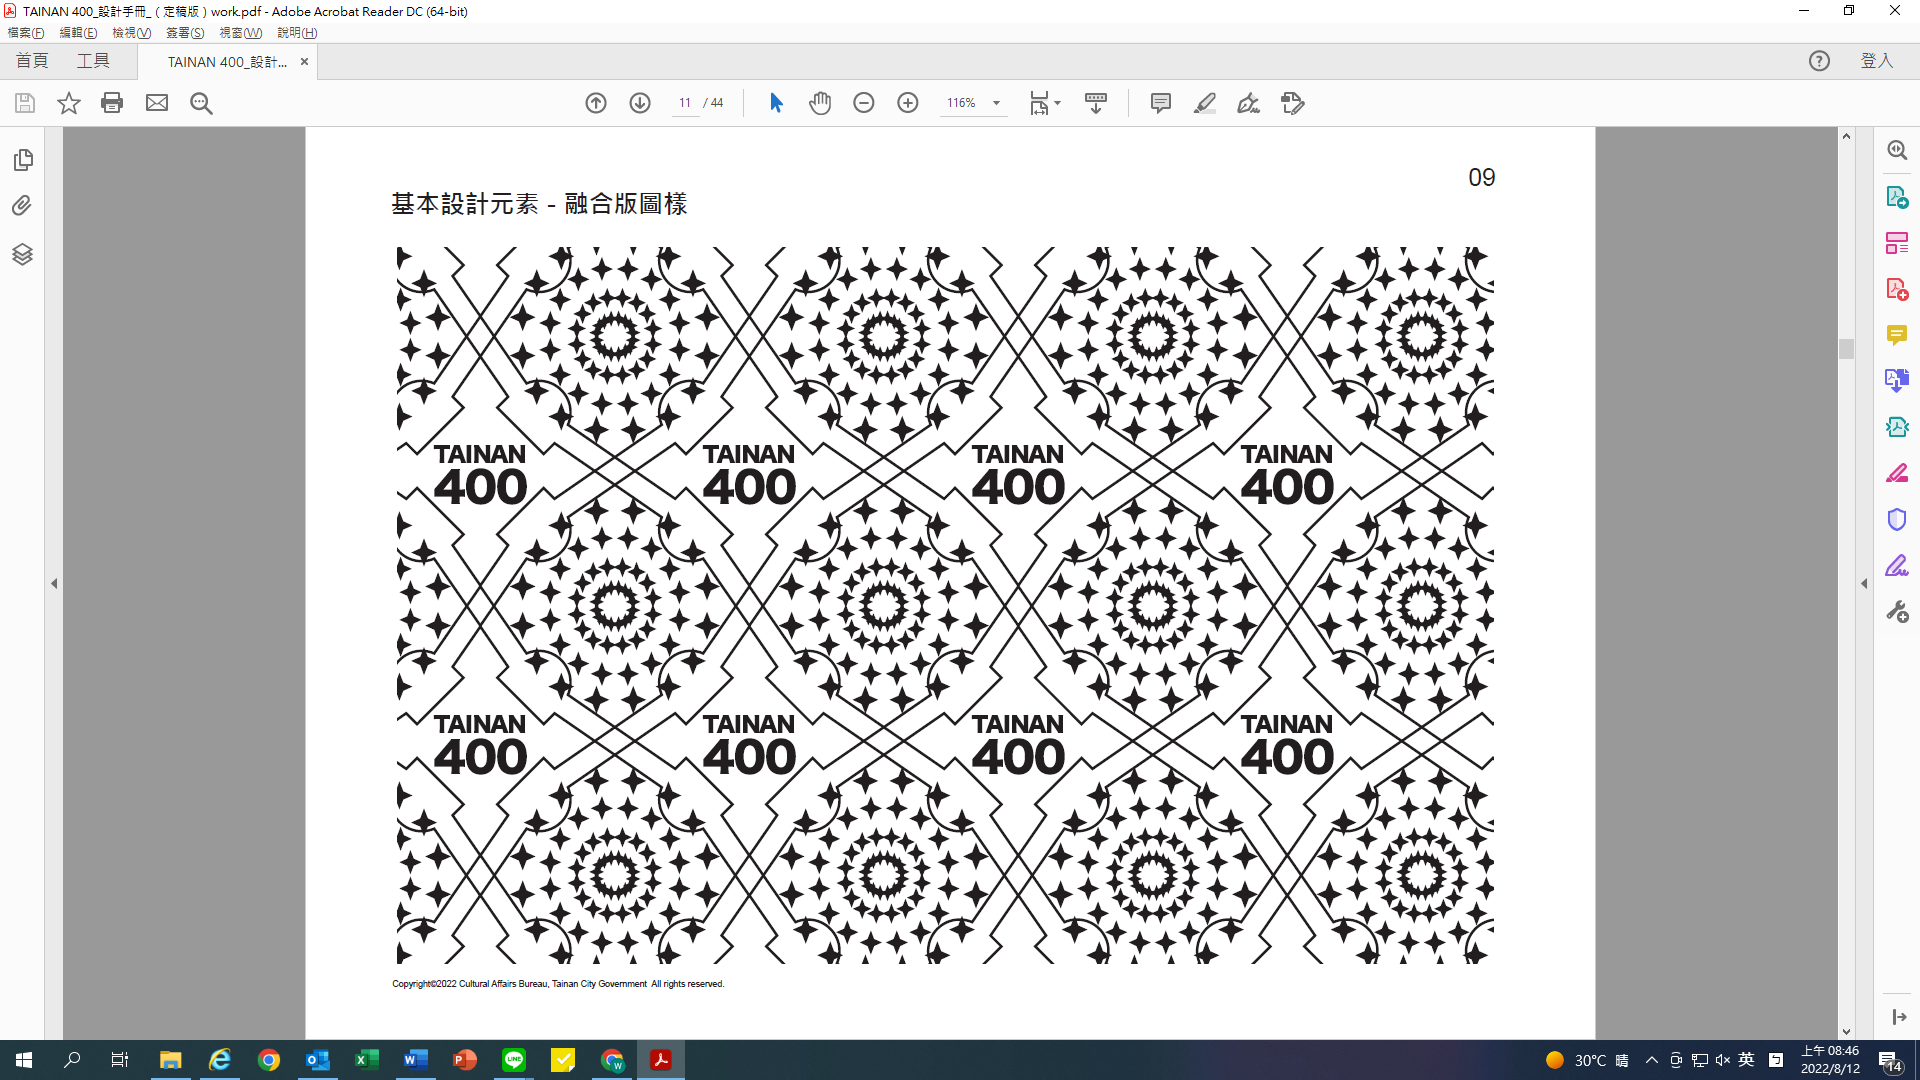 TAINAN 400_設計手冊_（定稿版）work.pdf - Adobe Acrobat Reader DC (64-bit)
檔案(F) 編輯(E) 檢視(V) 簽署(S) 視窗(W) 說明(H)
首頁 工具 TAINAN 400_設計... × 登入
11 / 44 116%
09
基本設計元素 - 融合版圖樣
TAINAN TAINAN TAINAN TAINAN
400 400 400 400
TAINAN TAINAN TAINAN TAINAN
400 400 400 400
Copyright©2022 Cultural Affairs Bureau, Tainan City Government All rights reserved.
30°C 晴 英 上午 08:46
2022/8/12 14